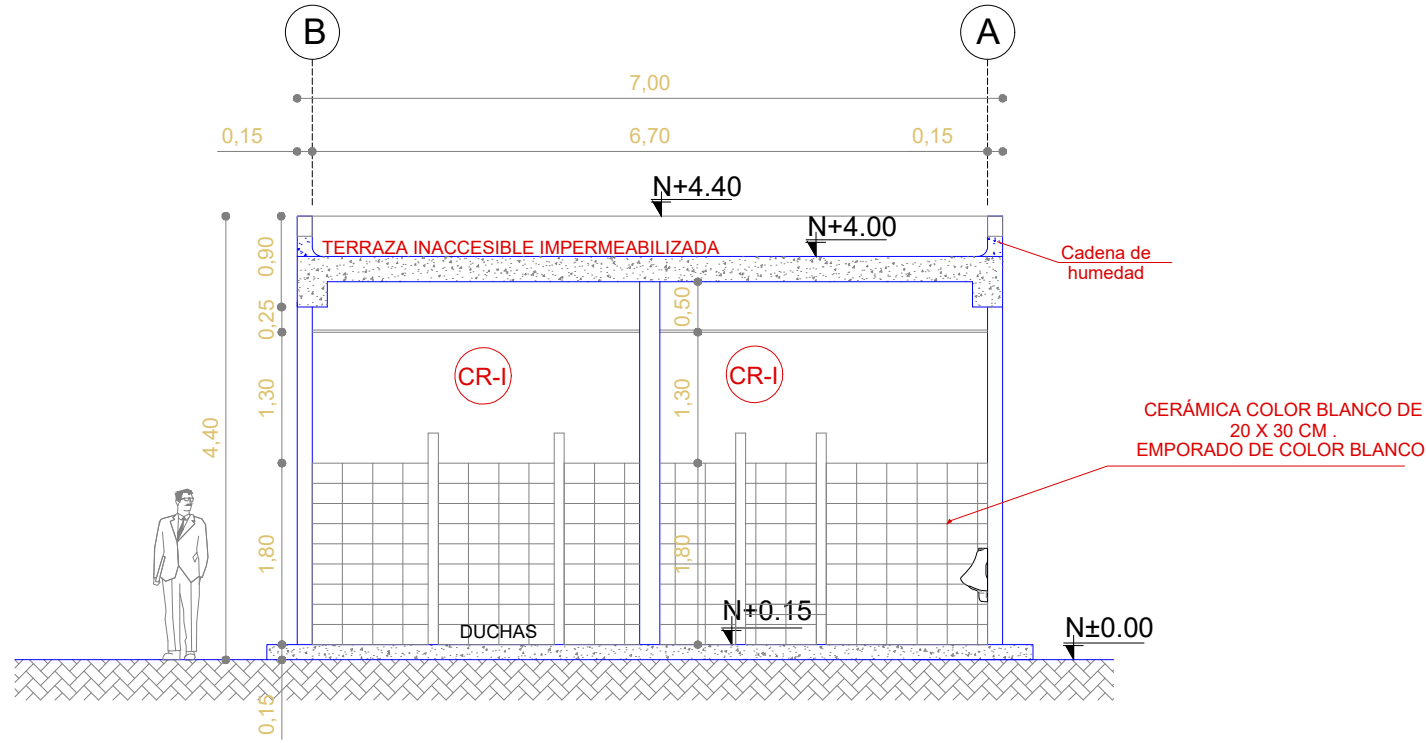 B
A
7,00
0,15
6,70
0,15
N+4.40
N+4.00
TERRAZA INACCESIBLE IMPERMEABILIZADA
Cadena de
humedad
0,90
0,25
0,50
CR-I
CR-I
1,30
1,30
4,40
CERÁMICA COLOR BLANCO DE
20 X 30 CM .
EMPORADO DE COLOR BLANCO
1,80
1,80
N+0.15
DUCHAS
N±0.00
0,15